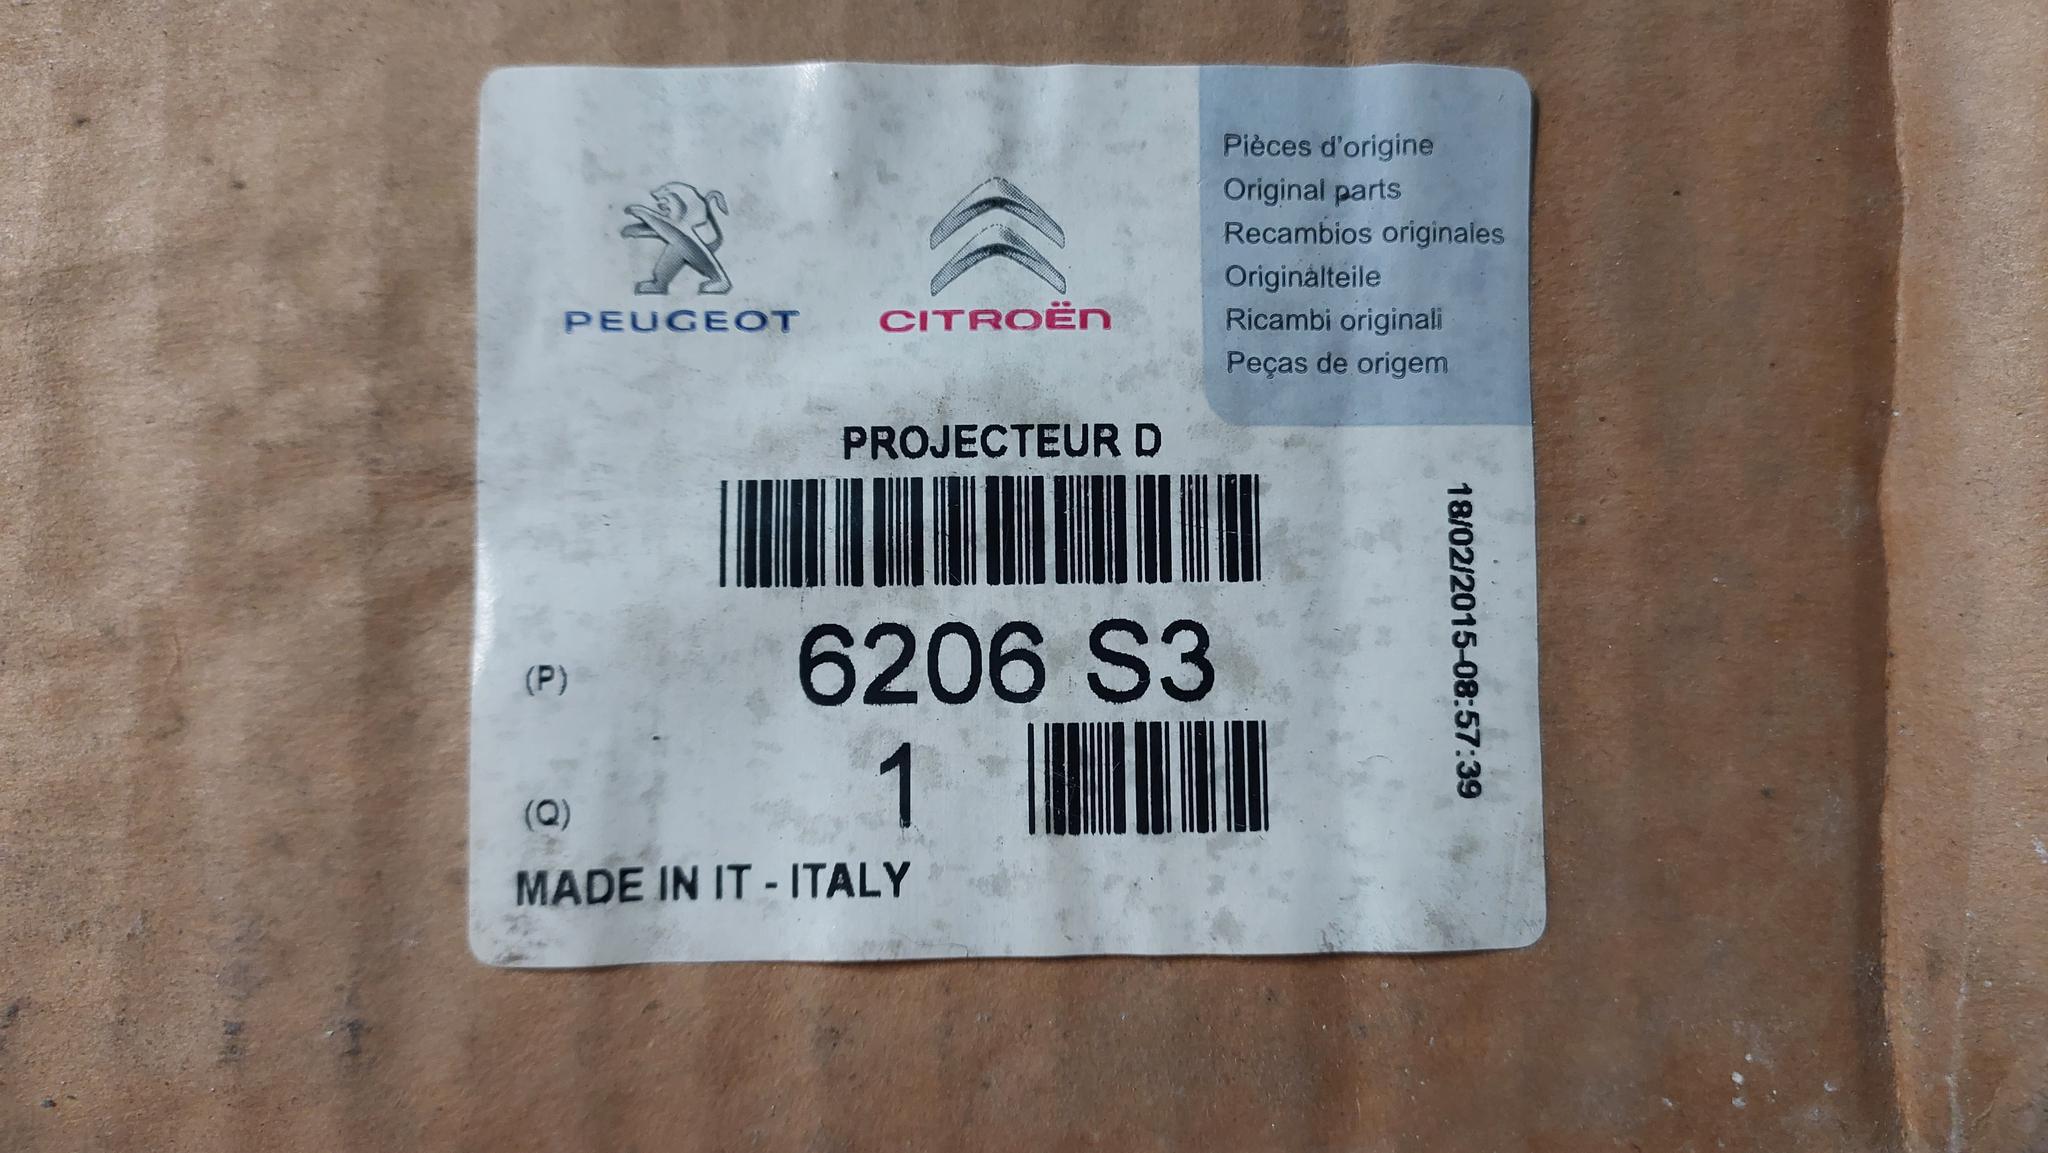 PEUGEOT
CITROËN
Pièces d'origine
Original parts
Recambios originales
Originalteile
Ricambi originali
Peças de origem
PROJECTEUR D
(P) 6206 S3
(Q) 1
MADE IN IT - ITALY
18/02/2015-08:57:39